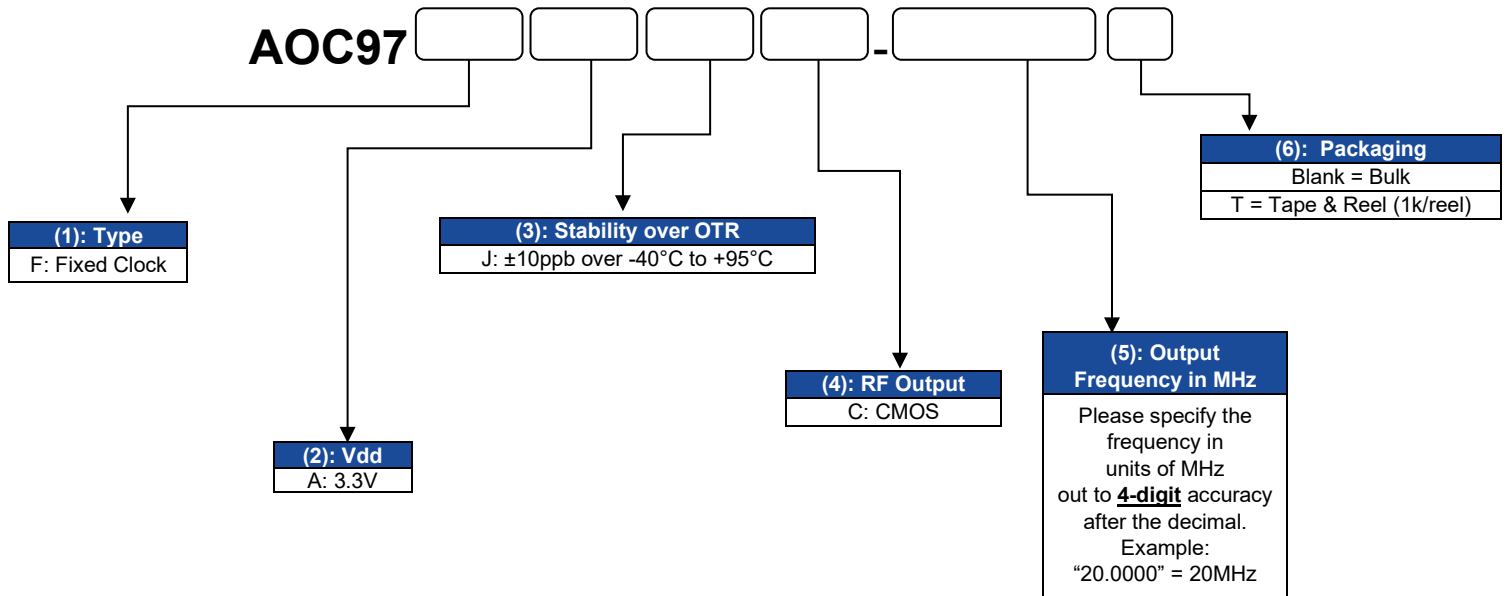 AOC97 -
(6): Packaging
Blank = Bulk
T = Tape & Reel (1k/reel)
(1): Type
F: Fixed Clock
(3): Stability over OTR
J: ±10ppb over -40°C to +95°C
(5): Output
Frequency in MHz
Please specify the
frequency in
units of MHz
out to 4-digit accuracy
after the decimal.
Example:
“20.0000” = 20MHz
(4): RF Output
C: CMOS
(2): Vdd
A: 3.3V